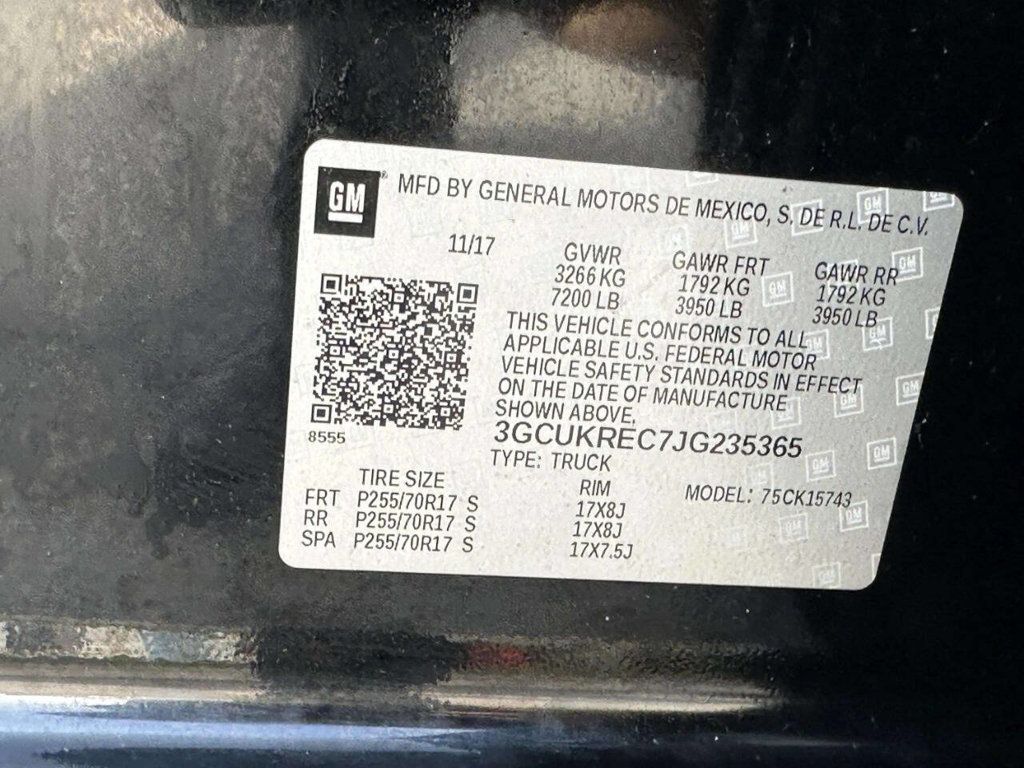 GM® MFD BY GENERAL MOTORS DE MEXICO, S. DE R.L. DE C.V.
11/17
GVWR GAWR FRT GAWR RR
3266 KG 1792 KG 1792 KG
7200 LB 3950 LB 3950 LB
THIS VEHICLE CONFORMS TO ALL
APPLICABLE U.S. FEDERAL MOTOR
VEHICLE SAFETY STANDARDS IN EFFECT
ON THE DATE OF MANUFACTURE
SHOWN ABOVE.
8555
3GCUKREC7JG235365
TYPE: TRUCK
TIRE SIZE RIM MODEL: 75CK15743
FRT P255/70R17 S 17X8J
RR P255/70R17 S 17X8J
SPA P255/70R17 S 17X7.5J